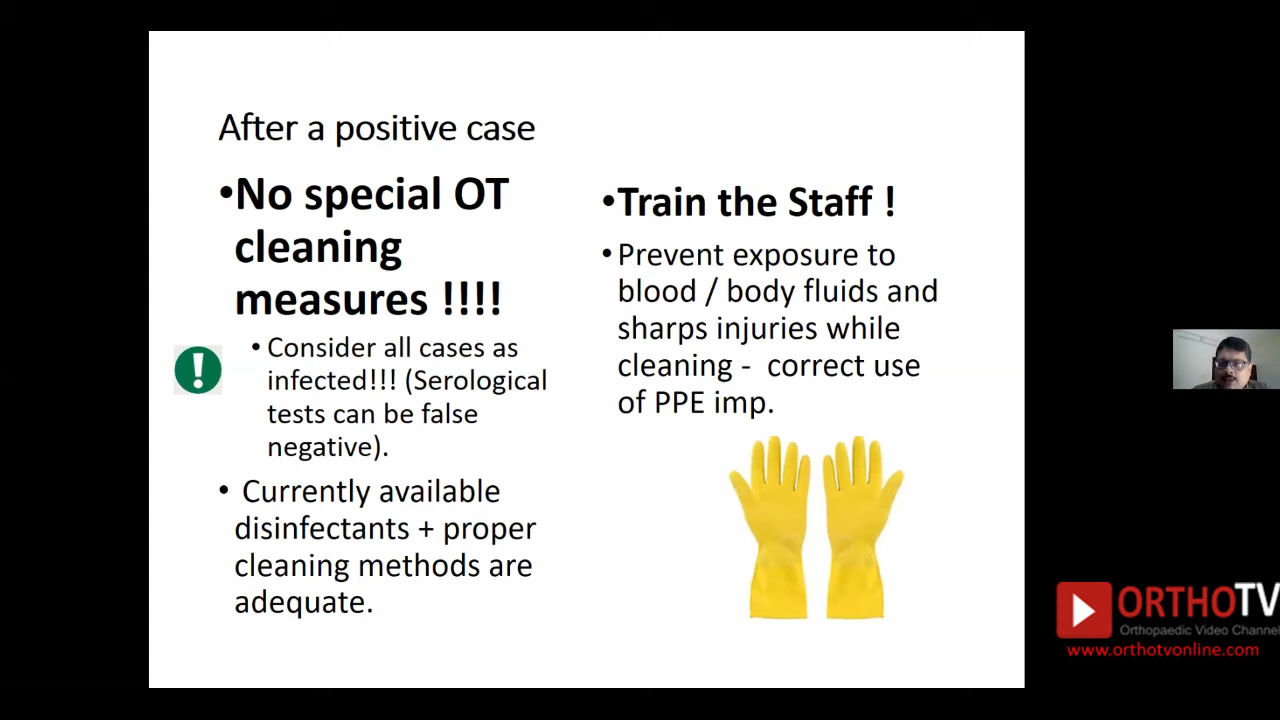 After a positive case
•No special OT
cleaning
measures !!!!
• Consider all cases as
infected!!! (Serological
tests can be false
negative).
• Currently available
disinfectants + proper
cleaning methods are
adequate.
•Train the Staff !
• Prevent exposure to
blood / body fluids and
sharps injuries while
cleaning - correct use
of PPE imp.
ORTHOTV
Orthopaedic Video Channel
www.orthotvonline.com